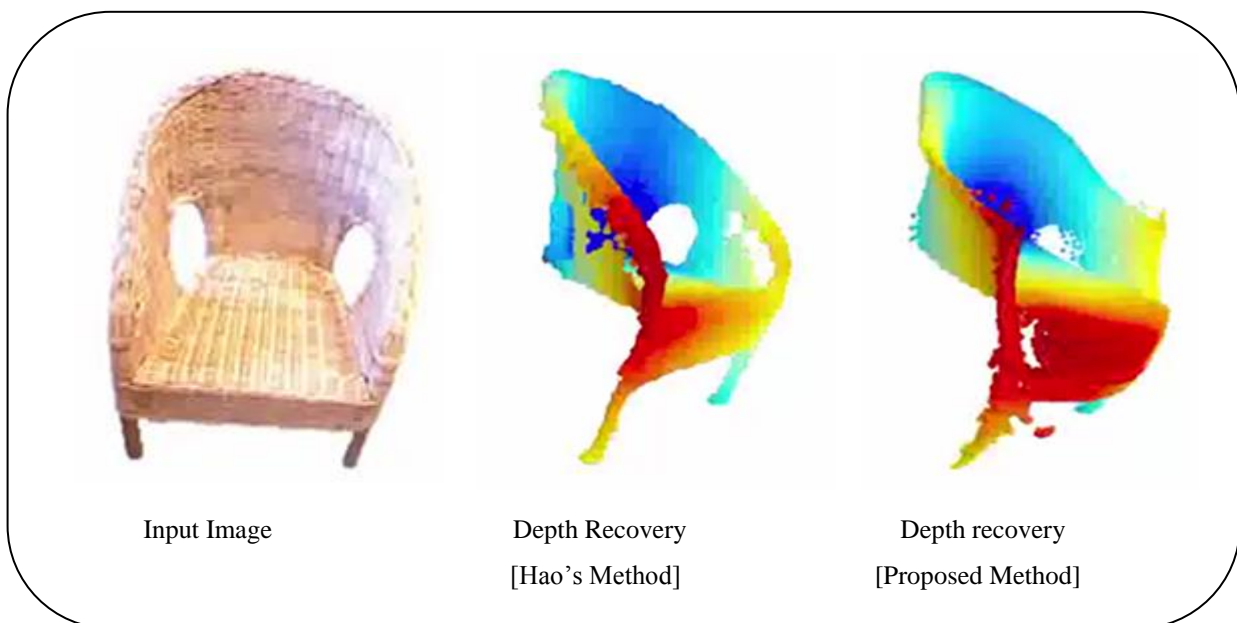 Input Image
Depth Recovery
[Hao’s Method]
Depth recovery
[Proposed Method]